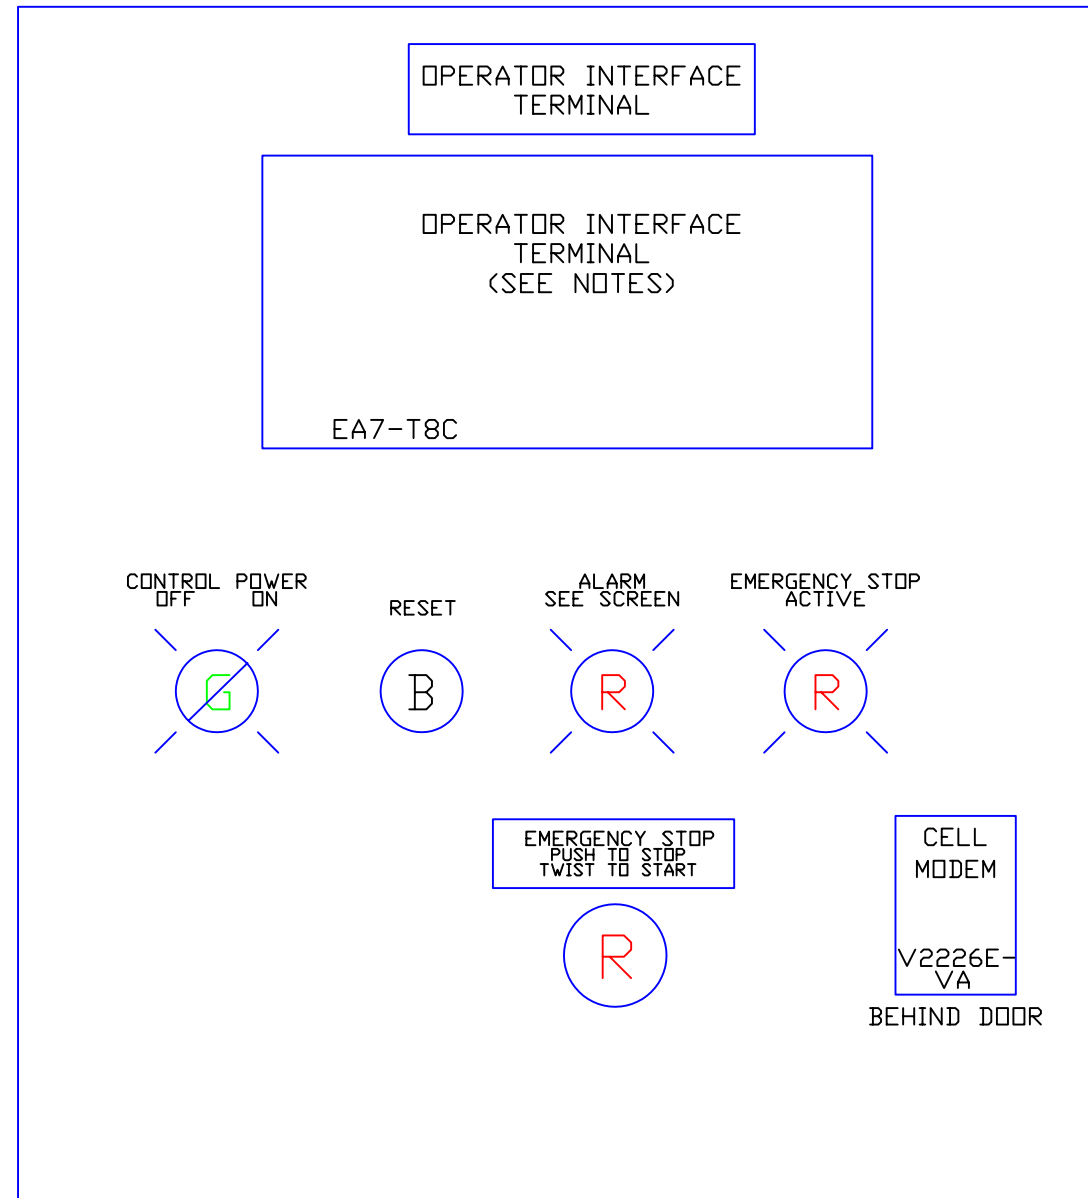 OPERATOR INTERFACE
TERMINAL
OPERATOR INTERFACE
TERMINAL
(SEE NOTES)
EA7-T8C
CONTROL POWER
OFF ON
RESET
ALARM
SEE SCREEN
EMERGENCY STOP
ACTIVE
G
B
R
R
EMERGENCY STOP
PUSH TO STOP
TWIST TO START
R
CELL
MODEM
V2226E-
VA
BEHIND DOOR